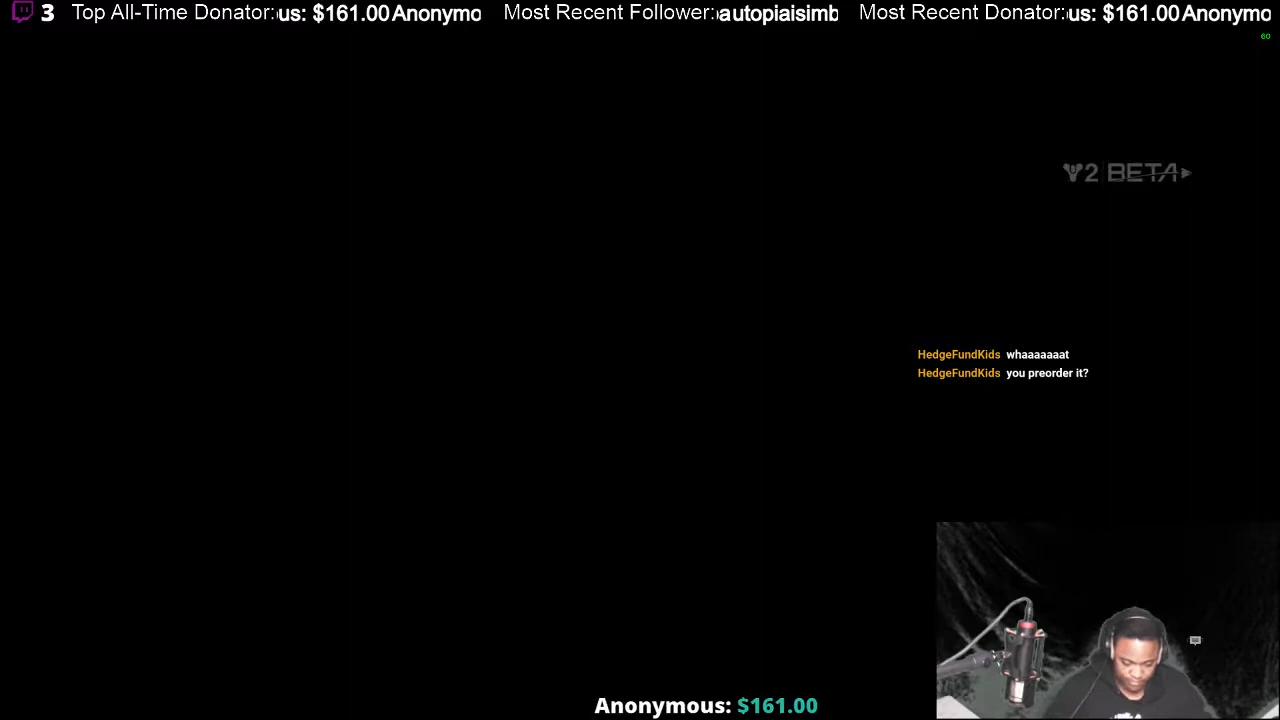 3
Top All-Time Donator: us: $161.00 Anonymo
Most Recent Follower: autopiaisimb
Most Recent Donator: us: $161.00 Anonymo
60
2 BETA
HedgeFundKids whaaaaaaat
HedgeFundKids you preorder it?
Anonymous: $161.00